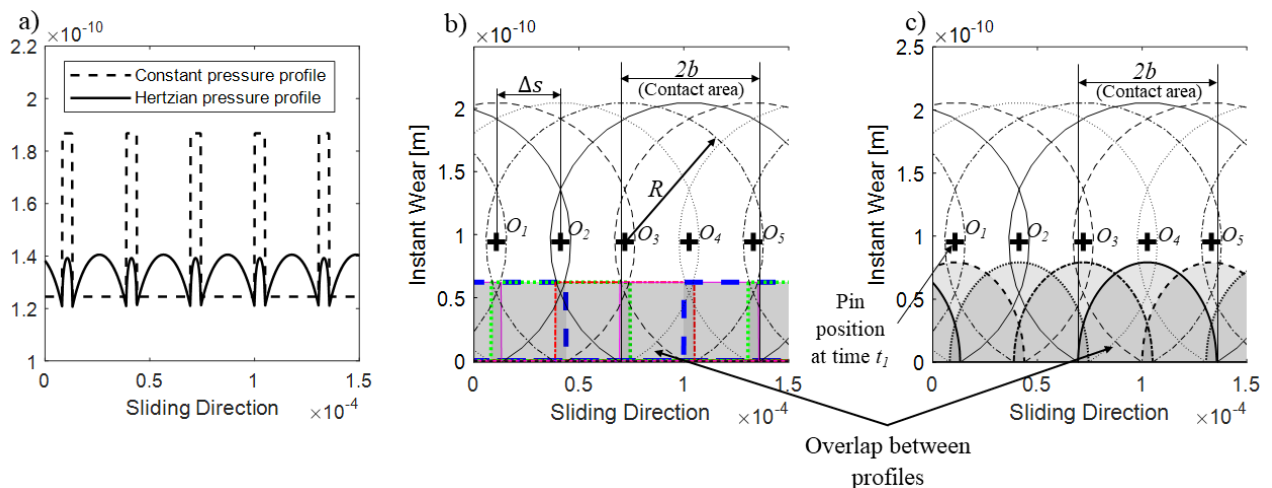 a)
×10⁻¹⁰
2.2
2
1.8
1.6
1.4
1.2
1
0
0.5
1
1.5
Sliding Direction
×10⁻⁴
Constant pressure profile
Hertzian pressure profile
b)
×10⁻¹⁰
Instant Wear [m]
2
1.5
1
0.5
0
0
0.5
1
1.5
Sliding Direction
×10⁻⁴
Δs
2b
(Contact area)
R
O₁
O₂
O₃
O₄
O₅
c)
×10⁻¹⁰
Instant Wear [m]
2.5
2
1.5
1
0.5
0
0
0.5
1
1.5
Sliding Direction
×10⁻⁴
2b
(Contact area)
O₁
O₂
O₃
O₄
O₅
Pin
position
at time t₁
Overlap between
profiles